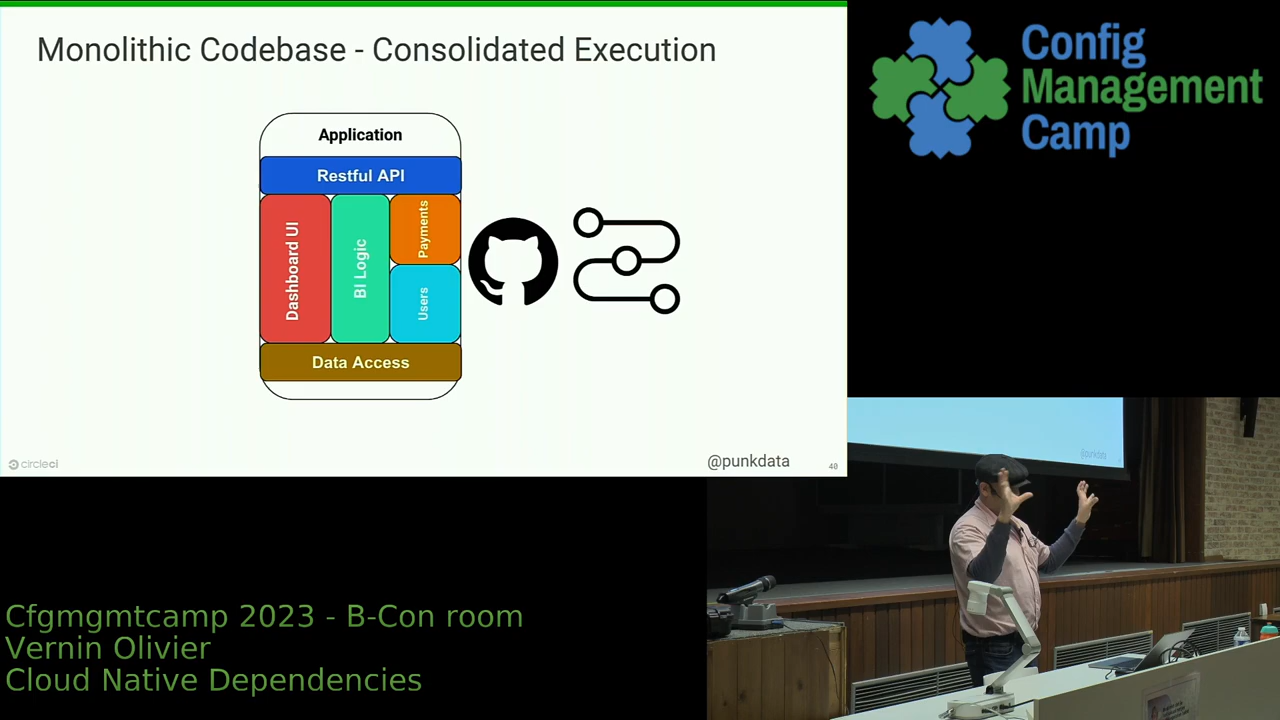 Monolithic Codebase - Consolidated Execution
Application
Restful API
Dashboard UI
BI Logic
Payments
Users
Data Access
circleci
@punkdata
40
Config
Management
Camp
@punkdata
Cfgmgmtcamp 2023 - B-Con room
Vernin Olivier
Cloud Native Dependencies